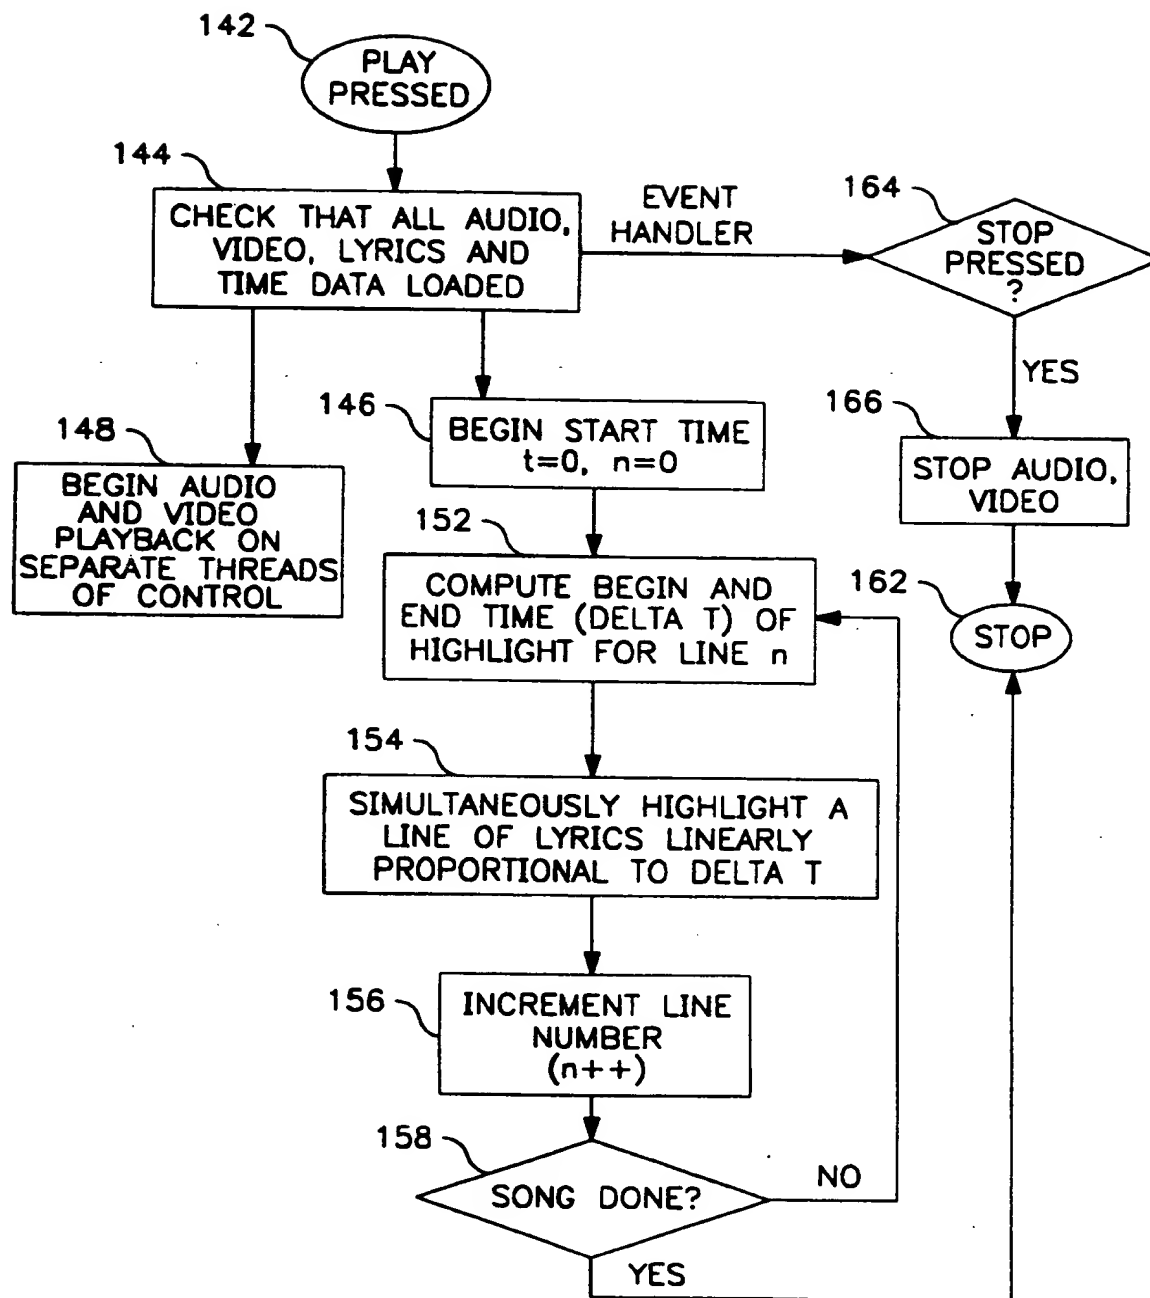 142
PLAY
PRESSED
144
CHECK THAT ALL AUDIO,
VIDEO, LYRICS AND
TIME DATA LOADED
EVENT
HANDLER
164
STOP
PRESSED
?
YES
146
BEGIN START TIME
t=0, n=0
166
STOP AUDIO,
VIDEO
148
BEGIN AUDIO
AND VIDEO
PLAYBACK ON
SEPARATE THREADS
OF CONTROL
152
COMPUTE BEGIN AND
END TIME (DELTA T) OF
HIGHLIGHT FOR LINE n
162
STOP
154
SIMULTANEOUSLY HIGHLIGHT A
LINE OF LYRICS LINEARLY
PROPORTIONAL TO DELTA T
156
INCREMENT LINE
NUMBER
(n++)
158
SONG DONE?
NO
YES